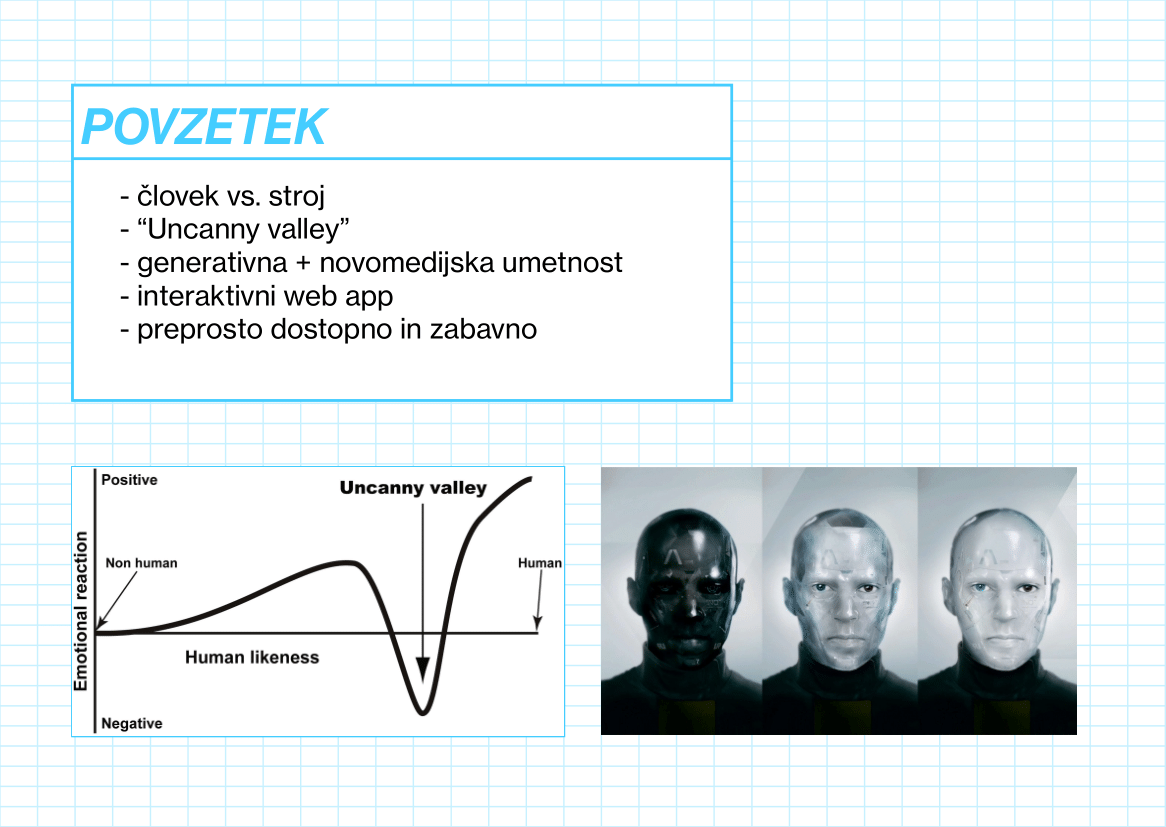 POVZETEK
- človek vs. stroj
- “Uncanny valley”
- generativna + novomedijska umetnost
- interaktivni web app
- preprosto dostopno in zabavno
Positive
Uncanny valley
Non human
Human
Emotional reaction
Human likeness
Negative